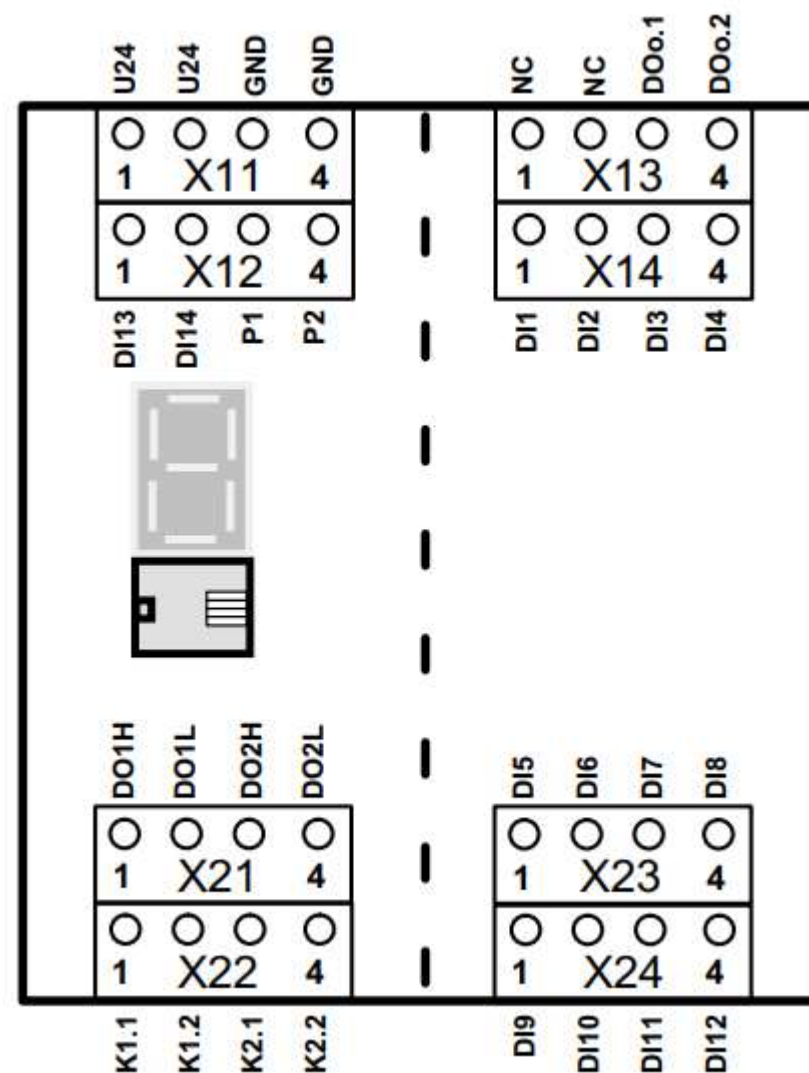 U24 U24 GND GND NC NC DOo.1 DOo.2
1 X11 4 1 X13 4
1 X12 4 1 X14 4
DI13 DI14 P1 P2 DI1 DI2 DI3 DI4
DO1H DO1L DO2H DO2L DI5 DI6 DI7 DI8
1 X21 4 1 X23 4
1 X22 4 1 X24 4
K1.1 K1.2 K2.1 K2.2 DI9 DI10 DI11 DI12